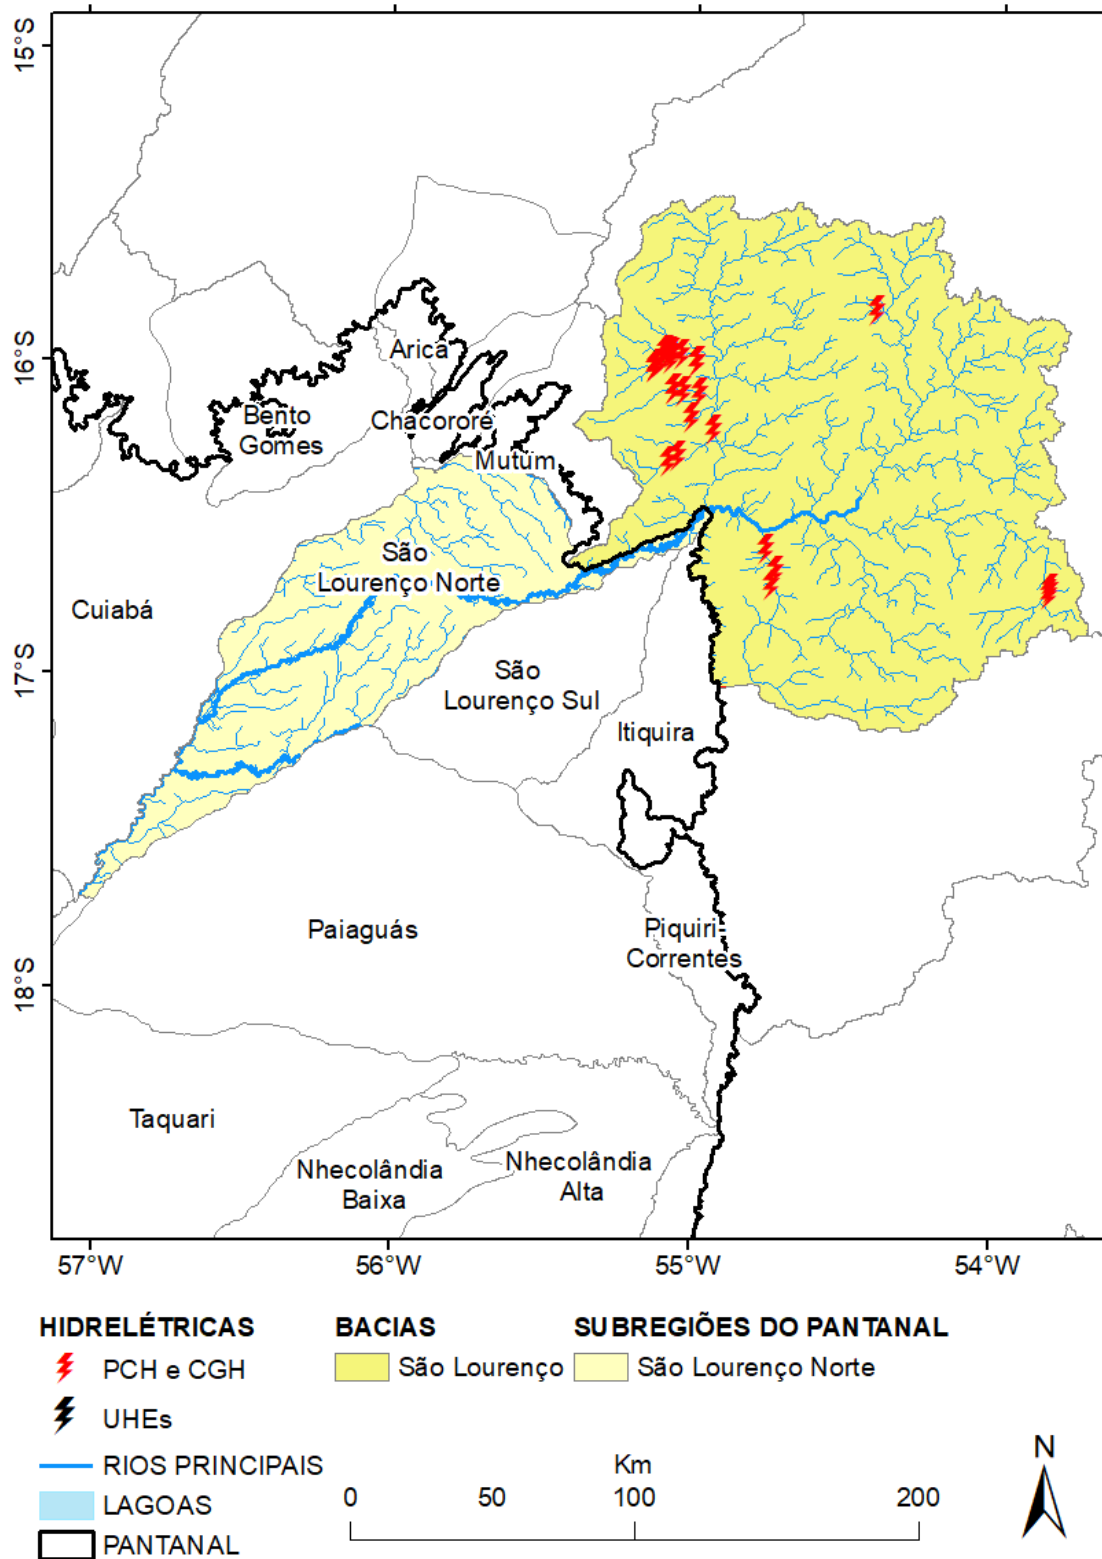 15°S
16°S
17°S
18°S
Aricá
Bento
Gomes
Chacororé
Mutum
São
Lourenço Norte
Cuiabá
São
Lourenço Sul
Itiquira
Paiaguás
Piquiri
Correntes
Taquari
Nhecolândia
Baixa
Nhecolândia
Alta
57°W 56°W 55°W 54°W
HIDRELÉTRICAS BACIAS SUBREGIÕES DO PANTANAL
PCH e CGH São Lourenço São Lourenço Norte
UHEs
RIOS PRINCIPAIS
LAGOAS
PANTANAL
Km
0 50 100 200
N